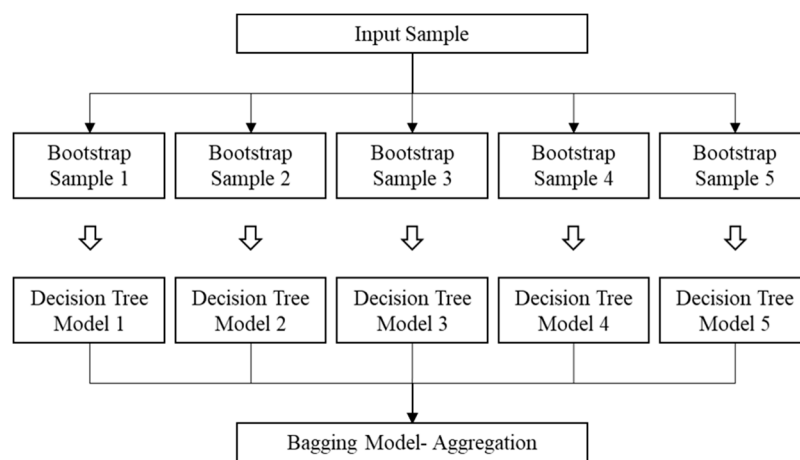 Input Sample
Bootstrap
Sample 1
Bootstrap
Sample 2
Bootstrap
Sample 3
Bootstrap
Sample 4
Bootstrap
Sample 5
Decision Tree
Model 1
Decision Tree
Model 2
Decision Tree
Model 3
Decision Tree
Model 4
Decision Tree
Model 5
Bagging Model- Aggregation